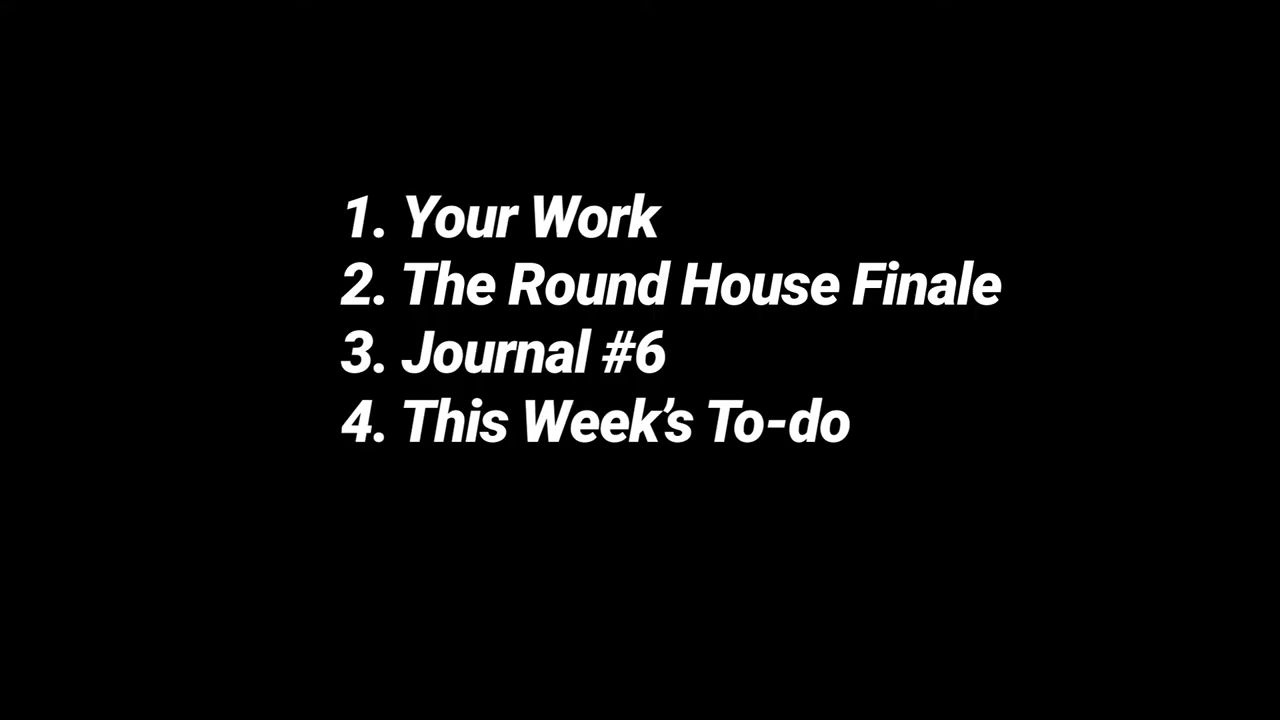 1. Your Work
2. The Round House Finale
3. Journal #6
4. This Week’s To-do